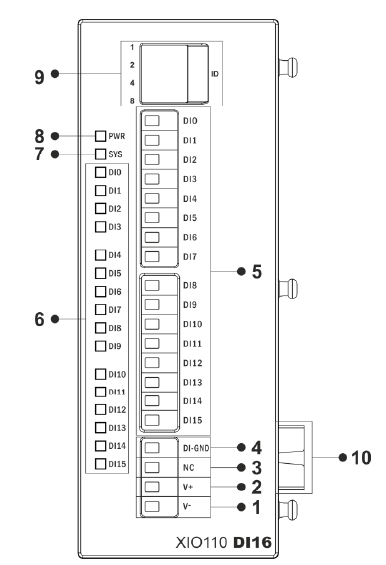 1
2
4
8
ID
9
8
PWR
7
SYS
DI0
DI1
DI2
DI3
DI4
DI5
DI6
DI7
DI8
DI9
DI10
DI11
DI12
DI13
DI14
DI15
6
DI0
DI1
DI2
DI3
DI4
DI5
DI6
DI7
DI8
DI9
DI10
DI11
DI12
DI13
DI14
DI15
5
DI-GND
4
NC
3
V+
2
V-
1
10
XIO110 DI16